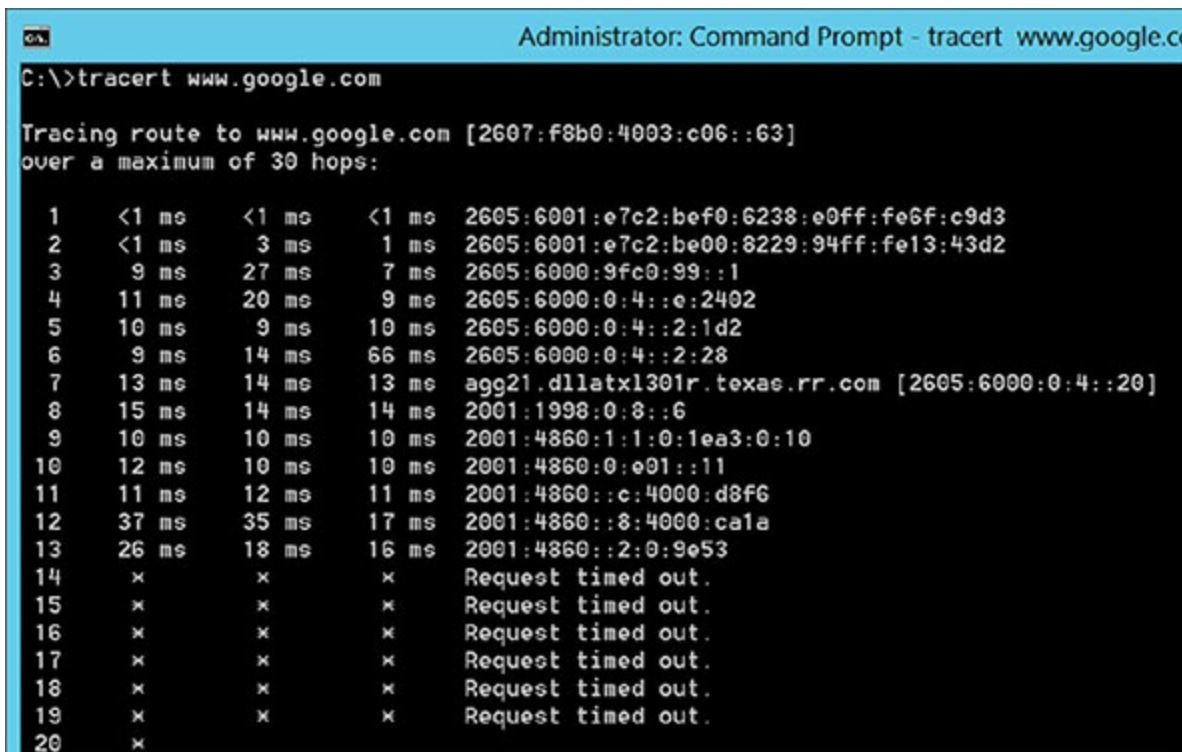 Administrator: Command Prompt - tracert www.google.co
C:\>tracert www.google.com
Tracing route to www.google.com [2607:f8b0:4003:c06::63]
over a maximum of 30 hops:
1 <1 ms <1 ms <1 ms 2605:6001:e7c2:bef0:6238:e0ff:fe6f:c9d3
2 <1 ms 3 ms 1 ms 2605:6001:e7c2:be00:8229:94ff:fe13:43d2
3 9 ms 27 ms 7 ms 2605:6000:9fc0:99::1
4 11 ms 20 ms 9 ms 2605:6000:0:4::e:2402
5 10 ms 9 ms 10 ms 2605:6000:0:4::2:1d2
6 9 ms 14 ms 66 ms 2605:6000:0:4::2:28
7 13 ms 14 ms 13 ms agg21.dllatxl301r.texas.rr.com [2605:6000:0:4::20]
8 15 ms 14 ms 14 ms 2001:1998:0:8::6
9 10 ms 10 ms 10 ms 2001:4860:1:1:0:1ea3:0:10
10 12 ms 10 ms 10 ms 2001:4860:0:e01::11
11 11 ms 12 ms 11 ms 2001:4860::c:4000:d8f6
12 37 ms 35 ms 17 ms 2001:4860::8:4000:ca1a
13 26 ms 18 ms 16 ms 2001:4860::2:0:9e53
14 * * * Request timed out.
15 * * * Request timed out.
16 * * * Request timed out.
17 * * * Request timed out.
18 * * * Request timed out.
19 * * * Request timed out.
20 *